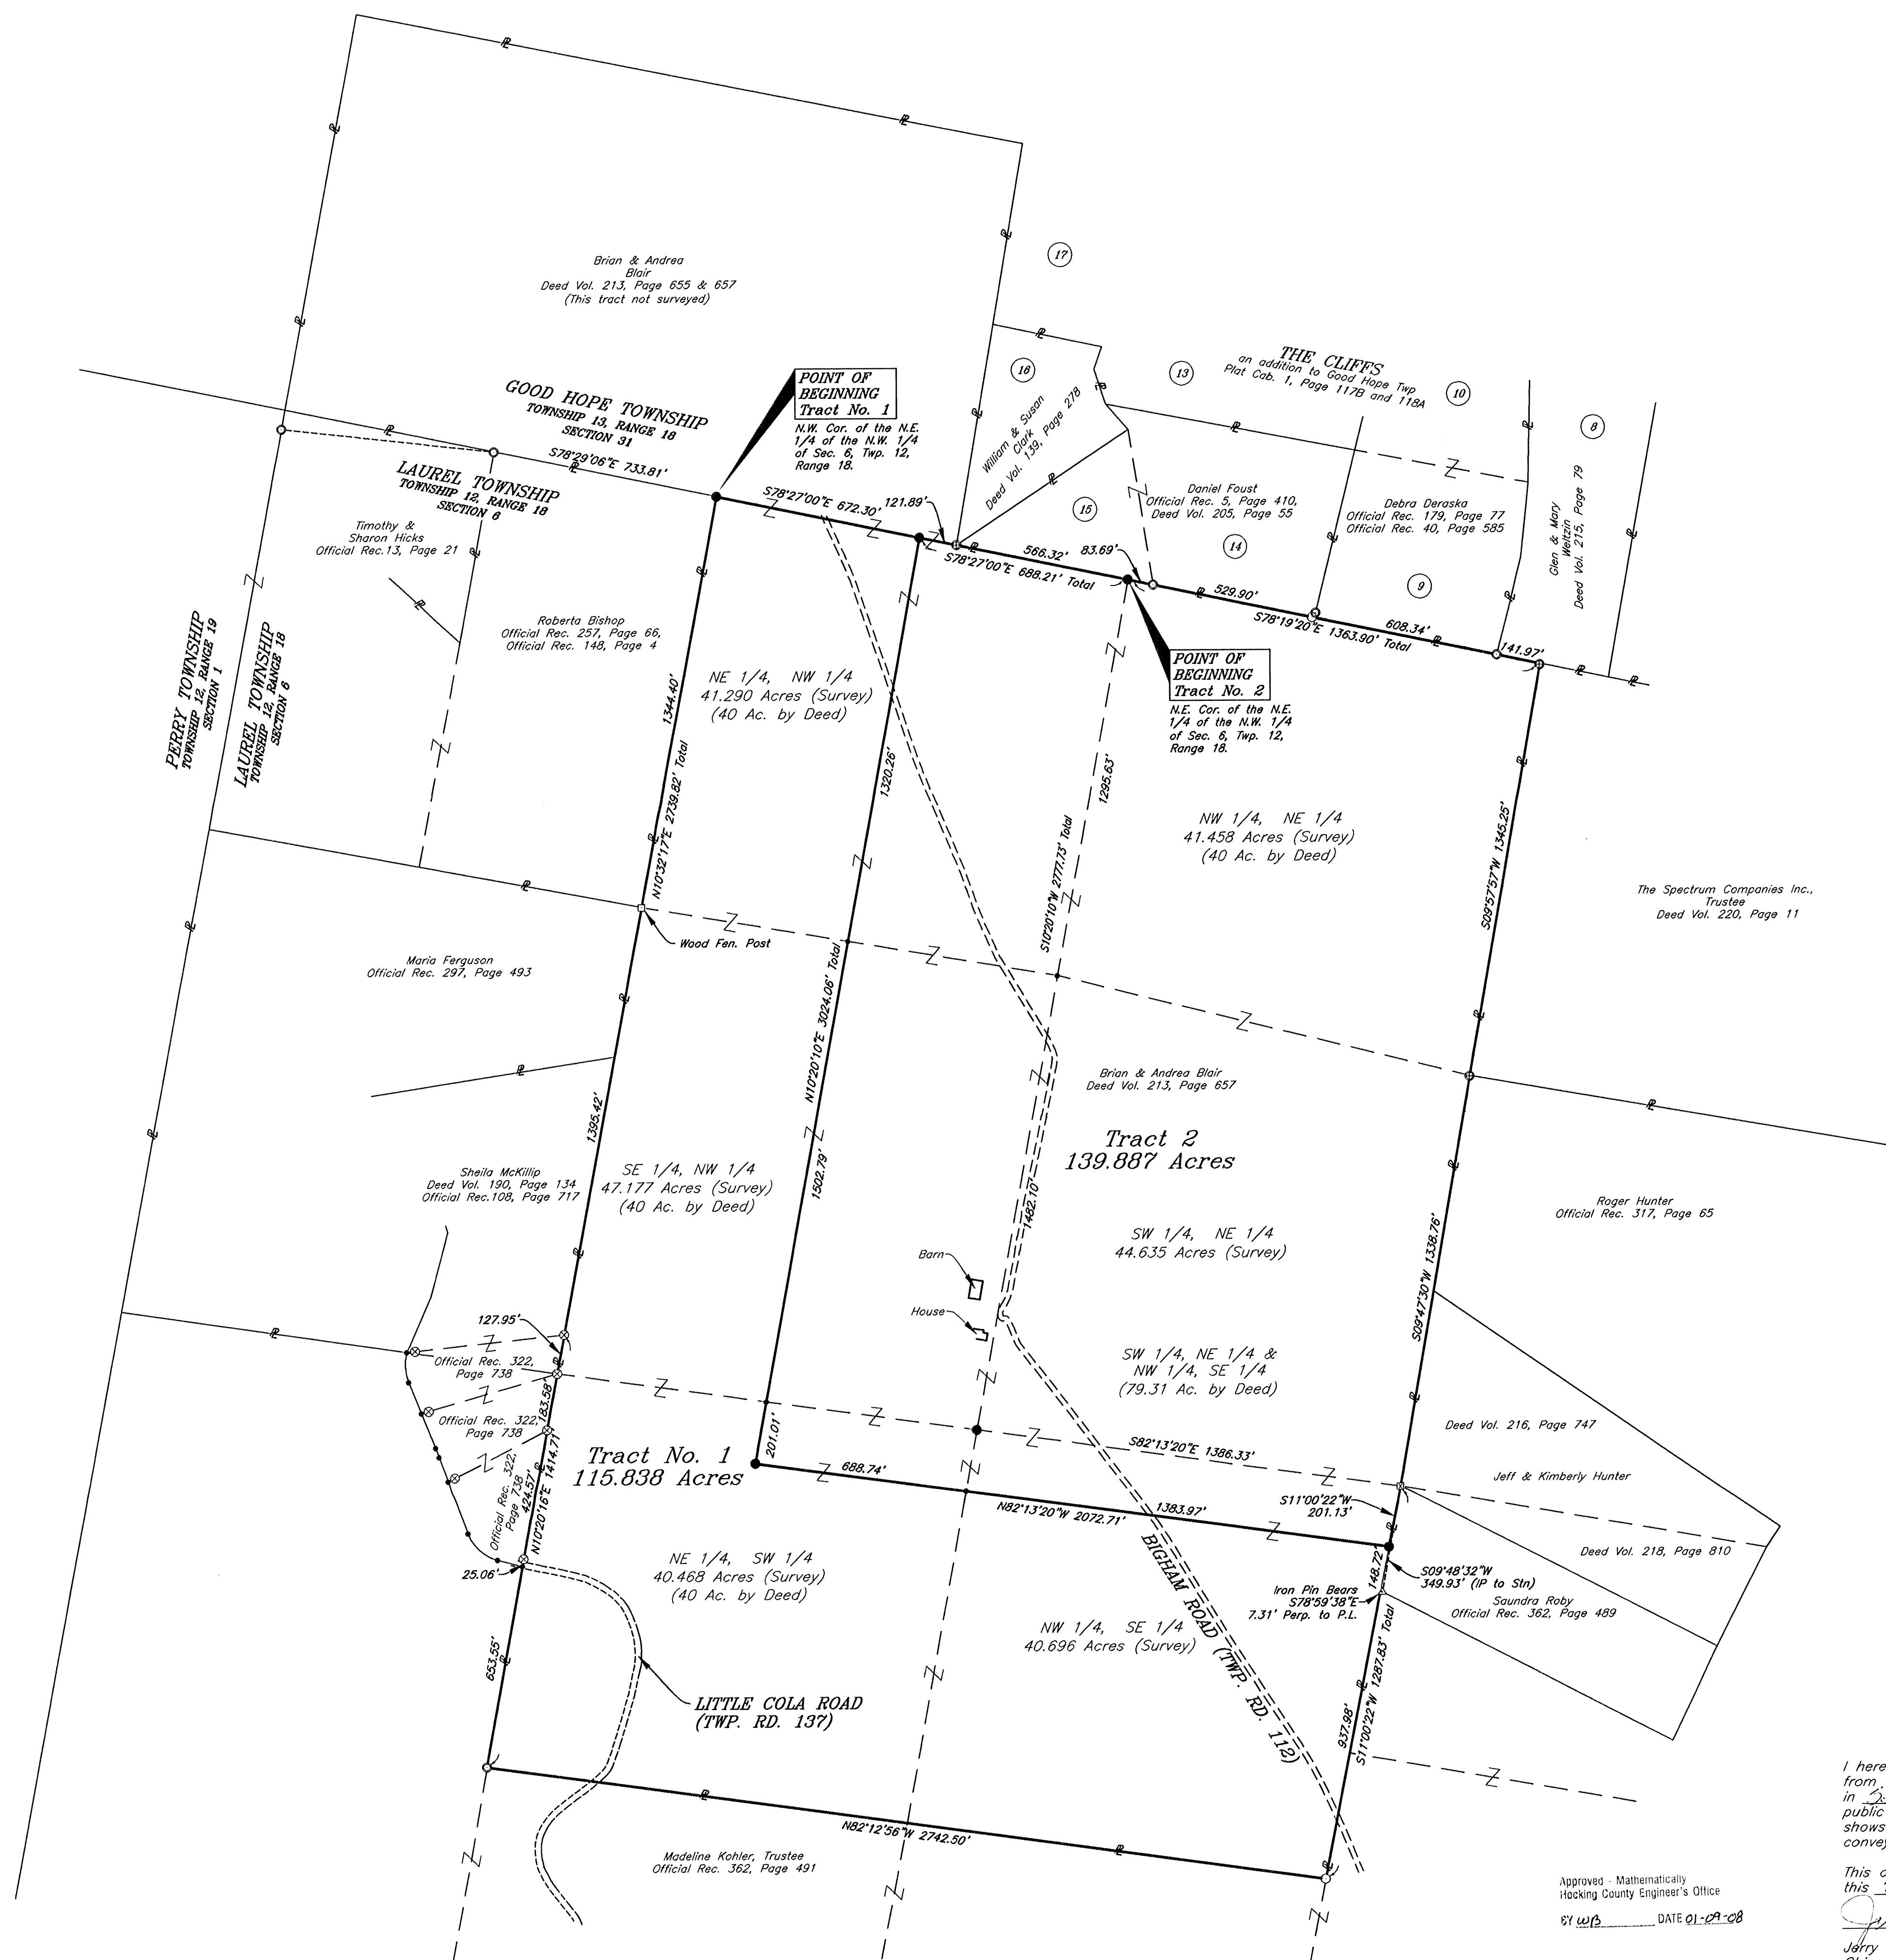 Brian & Andrea
Blair
Deed Vol. 213, Page 655 & 657
(This tract not surveyed)
17
THE CLIFFS
an addition to Good Hope Twp
Plat Cab. 1, Page 117B and 118A
16
13
10
8
William & Susan
Clark
Deed Vol. 139, Page 278
GOOD HOPE TOWNSHIP
TOWNSHIP 13, RANGE 18
SECTION 31
POINT OF
BEGINNING
Tract No. 1
N.W. Cor. of the N.E.
1/4 of the N.W. 1/4
of Sec. 6, Twp. 12,
Range 18.
S78°29'06"E 733.81'
LAUREL TOWNSHIP
TOWNSHIP 12, RANGE 18
SECTION 6
S78°27'00"E 672.30'
121.89'
15
Daniel Foust
Official Rec. 5, Page 410,
Deed Vol. 205, Page 55
14
Debra Deraska
Official Rec. 179, Page 77
Official Rec. 40, Page 585
9
Glen & Mary
Weltzin
Deed Vol. 215, Page 79
Timothy &
Sharon Hicks
Official Rec.13, Page 21
566.32'
83.69'
S78°27'00"E 688.21' Total
529.90'
S78°19'20"E 1363.90' Total
608.34'
141.97'
PERRY TOWNSHIP
TOWNSHIP 12, RANGE 19
SECTION 1
LAUREL TOWNSHIP
TOWNSHIP 12, RANGE 18
SECTION 6
Roberta Bishop
Official Rec. 257, Page 66,
Official Rec. 148, Page 4
POINT OF
BEGINNING
Tract No. 2
N.E. Cor. of the N.E.
1/4 of the N.W. 1/4
of Sec. 6, Twp. 12,
Range 18.
NE 1/4, NW 1/4
41.290 Acres (Survey)
(40 Ac. by Deed)
1344.40'
N10°32'17"E 2739.82' Total
1320.26'
1295.63'
S10°20'10"W 2777.73' Total
NW 1/4, NE 1/4
41.458 Acres (Survey)
(40 Ac. by Deed)
S09°57'57"W 1345.25'
The Spectrum Companies Inc.,
Trustee
Deed Vol. 220, Page 11
Wood Fen. Post
Maria Ferguson
Official Rec. 297, Page 493
N10°20'10"E 3024.06' Total
Brian & Andrea Blair
Deed Vol. 213, Page 657
1395.42'
Tract 2
139.887 Acres
Sheila McKillip
Deed Vol. 190, Page 134
Official Rec.108, Page 717
SE 1/4, NW 1/4
47.177 Acres (Survey)
(40 Ac. by Deed)
1502.79'
1482.10'
Roger Hunter
Official Rec. 317, Page 65
SW 1/4, NE 1/4
44.635 Acres (Survey)
Barn
House
S09°47'30"W 1338.76'
127.95'
Official Rec. 322,
Page 738
SW 1/4, NE 1/4 &
NW 1/4, SE 1/4
(79.31 Ac. by Deed)
183.58'
Official Rec. 322,
Page 738
Deed Vol. 216, Page 747
Tract No. 1
115.838 Acres
201.01'
688.74'
S82°13'20"E 1386.33'
Jeff & Kimberly Hunter
Official Rec. 322,
Page 738
424.57'
N10°20'16"E 1414.71'
N82°13'20"W 2072.71'
1383.97'
S11°00'22"W
201.13'
Deed Vol. 218, Page 810
25.06'
NE 1/4, SW 1/4
40.468 Acres (Survey)
(40 Ac. by Deed)
148.72'
S09°48'32"W
349.93' (IP to Stn)
Iron Pin Bears
S78°59'38"E
7.31' Perp. to P.L.
Saundra Roby
Official Rec. 362, Page 489
NW 1/4, SE 1/4
40.696 Acres (Survey)
BIGHAM ROAD (TWP. RD. 112)
653.55'
LITTLE COLA ROAD
(TWP. RD. 137)
937.98'
S11°00'22"W 1287.83' Total
N82°12'56"W 2742.50'
Madeline Kohler, Trustee
Official Rec. 362, Page 491
Approved - Mathematically
Hocking County Engineer's Office
BY WB DATE 01-09-08
I here
from
in
public
shows
convey
This
this
Jerry